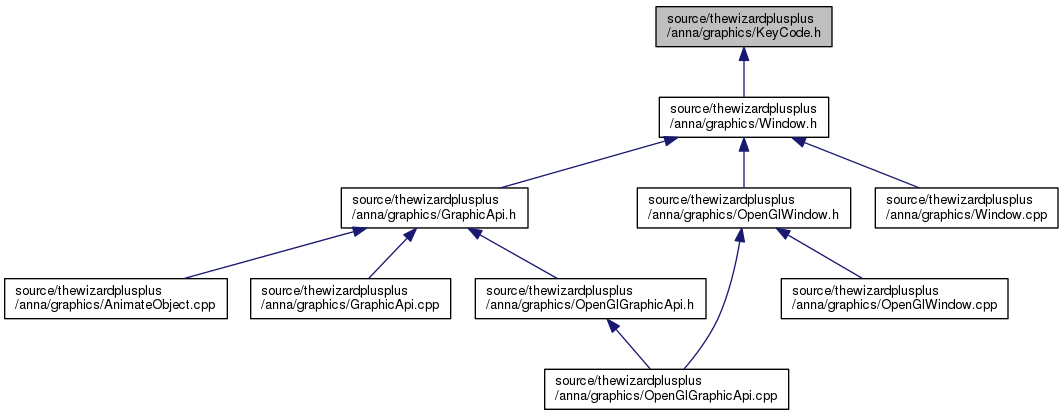 source/thewizardplusplus
/anna/graphics/KeyCode.h
source/thewizardplusplus
/anna/graphics/Window.h
source/thewizardplusplus
/anna/graphics/GraphicApi.h
source/thewizardplusplus
/anna/graphics/OpenGlWindow.h
source/thewizardplusplus
/anna/graphics/Window.cpp
source/thewizardplusplus
/anna/graphics/AnimateObject.cpp
source/thewizardplusplus
/anna/graphics/GraphicApi.cpp
source/thewizardplusplus
/anna/graphics/OpenGlGraphicApi.h
source/thewizardplusplus
/anna/graphics/OpenGlWindow.cpp
source/thewizardplusplus
/anna/graphics/OpenGlGraphicApi.cpp